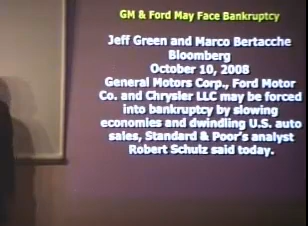 GM & Ford May Face Bankruptcy
Jeff Green and Marco Bertacche
Bloomberg
October 10, 2008
General Motors Corp., Ford Motor
Co. and Chrysler LLC may be forced
into bankruptcy by slowing
economies and dwindling U.S. auto
sales, Standard & Poor's analyst
Robert Schulz said today.